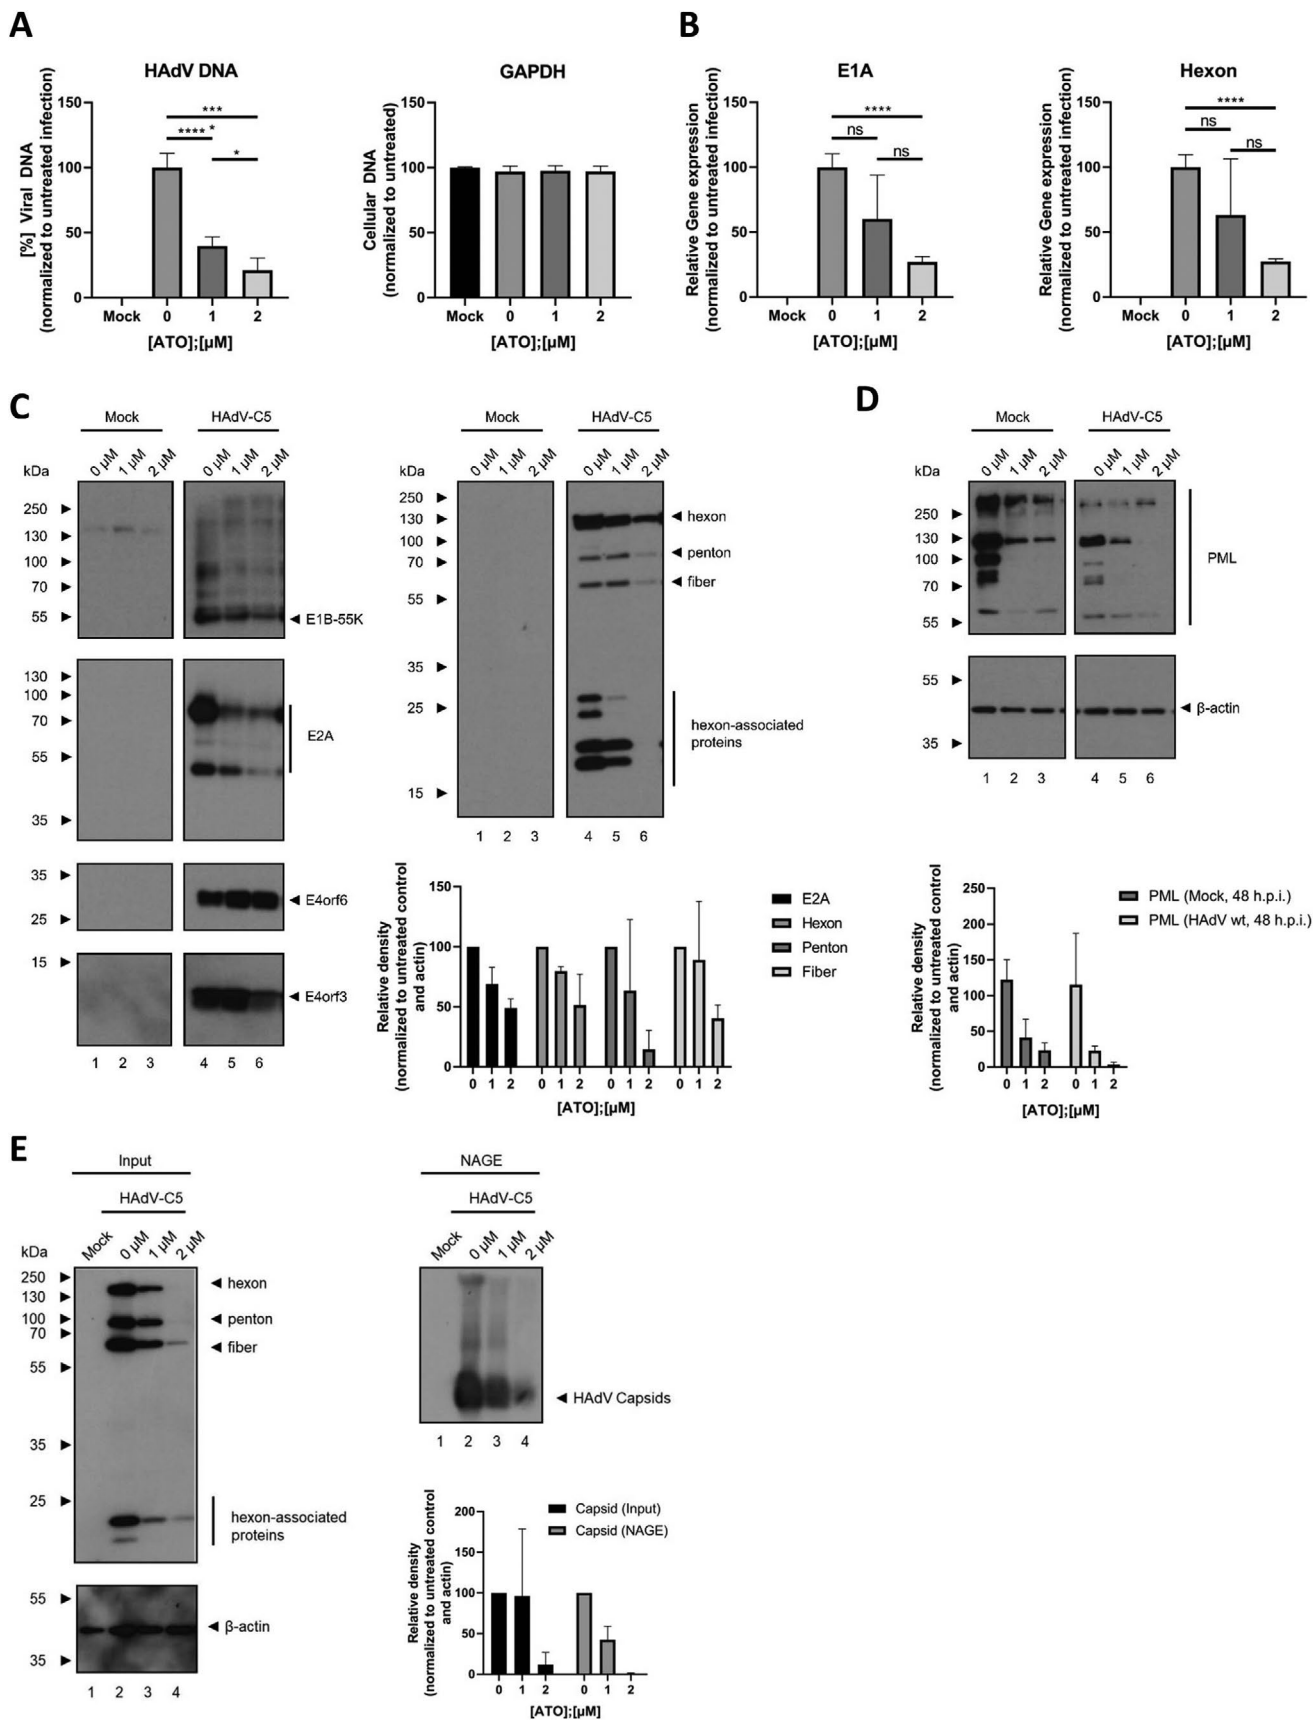 A
HAdV DNA
[%] Viral DNA
(normalized to untreated infection)
150
100
50
0
***
**** *
*
Mock 0 1 2
[ATO];[µM]
GAPDH
Cellular DNA
(normalized to untreated)
150
100
50
0
Mock 0 1 2
[ATO];[µM]
B
E1A
Relative Gene expression
(normalized to untreated infection)
150
100
50
0
****
ns
ns
Mock 0 1 2
[ATO];[µM]
Hexon
Relative Gene expression
(normalized to untreated infection)
150
100
50
0
****
ns
ns
Mock 0 1 2
[ATO];[µM]
C
Mock HAdV-C5
kDa 0 µM 1 µM 2 µM 0 µM 1 µM 2 µM
250
130
100
70
55
E1B-55K
130
100
70
55
35
E2A
35
25
E4orf6
15
E4orf3
1 2 3 4 5 6
Mock HAdV-C5
kDa 0 µM 1 µM 2 µM 0 µM 1 µM 2 µM
250
130
100
70
55
35
25
15
hexon
penton
fiber
hexon-associated
proteins
1 2 3 4 5 6
Relative density
(normalized to untreated control
and actin)
150
100
50
0
E2A
Hexon
Penton
Fiber
0 1 2 0 1 2 0 1 2 0 1 2
[ATO];[µM]
D
Mock HAdV-C5
kDa 0 µM 1 µM 2 µM 0 µM 1 µM 2 µM
250
130
100
70
55
PML
55
35
β-actin
1 2 3 4 5 6
Relative density
(normalized to untreated control
and actin)
250
200
150
100
50
0
PML (Mock, 48 h.p.i.)
PML (HAdV wt, 48 h.p.i.)
0 1 2 0 1 2
[ATO];[µM]
E
Input
HAdV-C5
kDa Mock 0 µM 1 µM 2 µM
250
130
100
70
55
35
25
hexon
penton
fiber
hexon-associated
proteins
55
35
β-actin
1 2 3 4
NAGE
HAdV-C5
Mock 0 µM 1 µM 2 µM
HAdV Capsids
1 2 3 4
Relative density
(normalized to untreated control
and actin)
200
150
100
50
0
Capsid (Input)
Capsid (NAGE)
0 1 2 0 1 2
[ATO];[µM]